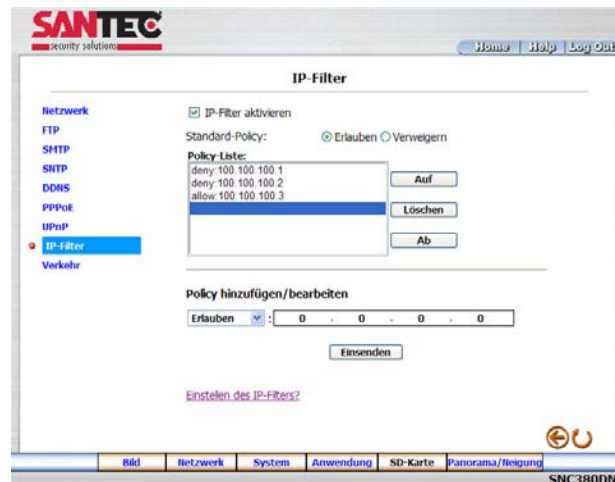 SANTEC
security solutions
Home | Help | Log Out
IP-Filter
Netzwerk
FTP
SMTP
SNTP
DDNS
PPPoE
UPnP
IP-Filter
Verkehr
IP-Filter aktivieren
Standard-Policy: Erlauben Verweigern
Policy-Liste:
deny:100.100.100.1
deny:100.100.100.2
allow:100.100.100.3
Auf
Löschen
Ab
Policy hinzufügen/bearbeiten
Erlauben : 0 . 0 . 0 . 0
Einsenden
Einstelen des IP-Filters?
Bild Netzwerk System Anwendung SD-Karte Panorama/Neigung
SNC380DN